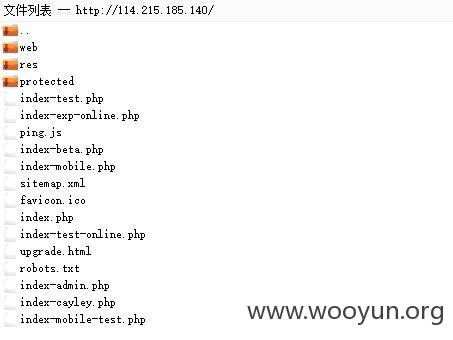 文件列表 — http://114.215.185.140/
..
web
res
protected
index-test.php
index-exp-online.php
ping.js
index-beta.php
index-mobile.php
sitemap.xml
favicon.ico
index.php
index-test-online.php
upgrade.html
robots.txt
index-admin.php
index-cayley.php
index-mobile-test.php
www.wooyun.org